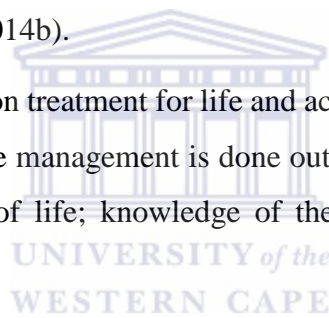 014b).
on treatment for life and ac
e management is done out
of life; knowledge of the
UNIVERSITY of the
WESTERN CAPE